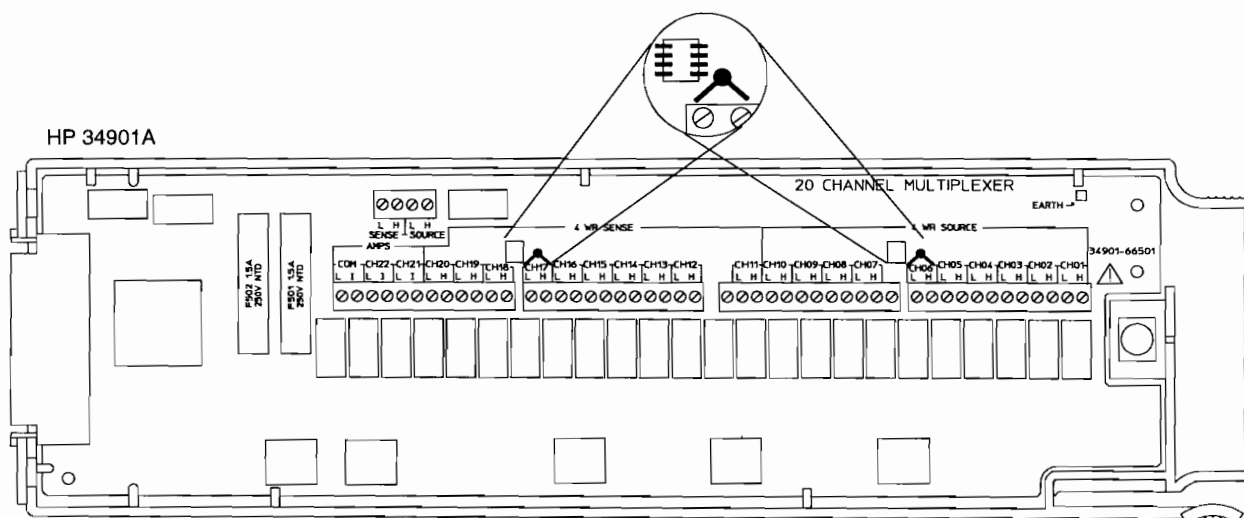 HP 34901A
20 CHANNEL MULTIPLEXER
EARTH
L H L H
SENSE SOURCE
AMPS
4 WR SENSE
4 WR SOURCE
COM CH22 CH21 CH20 CH19 CH18 CH17 CH16 CH15 CH14 CH13 CH12 CH11 CH10 CH09 CH08 CH07 CH06 CH05 CH04 CH03 CH02 CH01
L I L I L I L H L H L H L H L H L H L H L H L H L H L H L H L H L H L H L H L H L H L H L H
34901-66501
F502 1.5A
250V NTD
F501 1.5A
250V NTD